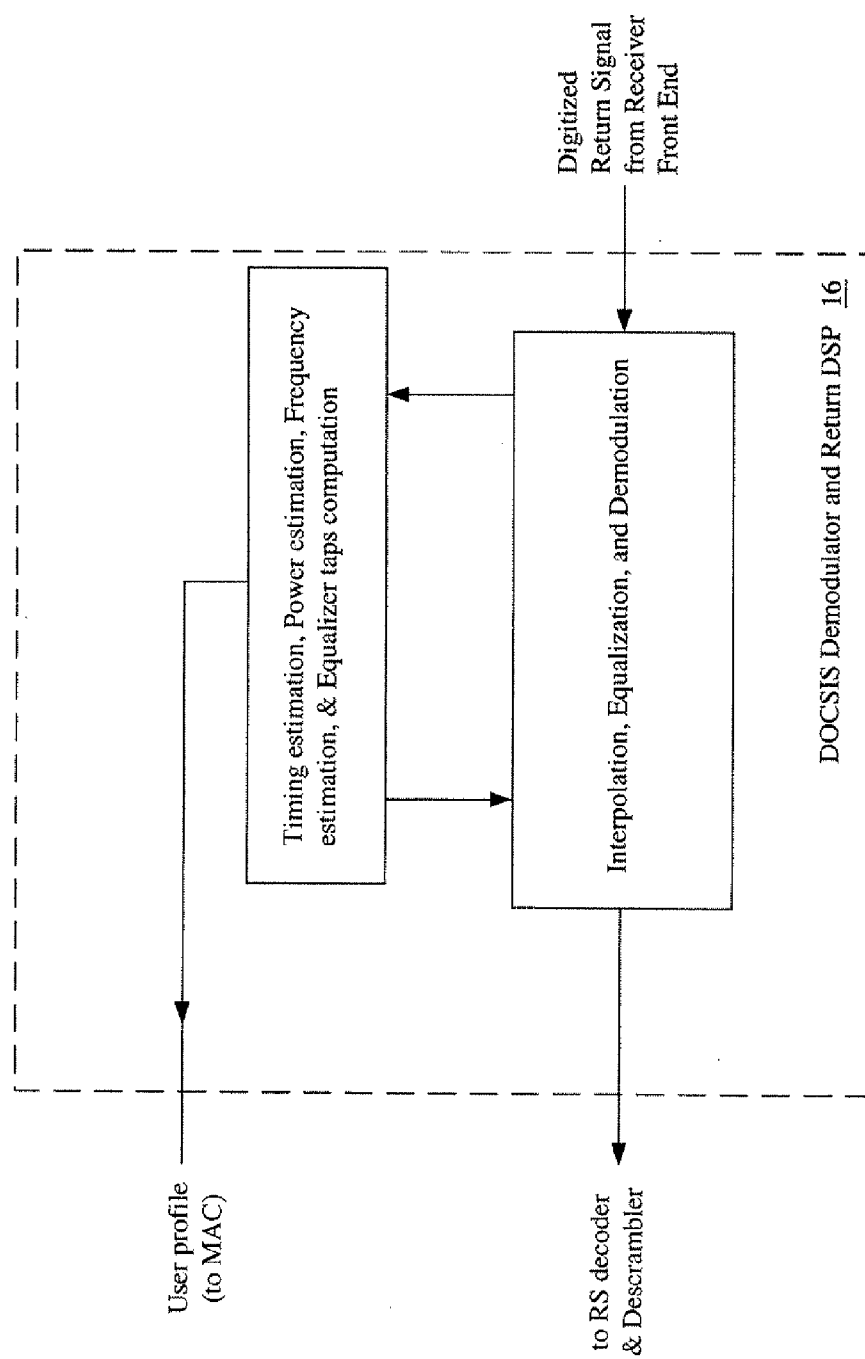 User profile
(to MAC)
Timing estimation, Power estimation, Frequency
estimation, & Equalizer taps computation
Digitized
Return Signal
from Receiver
Front End
Interpolation, Equalization, and Demodulation
to RS decoder
& Descrambler
DOCSIS Demodulator and Return DSP 16